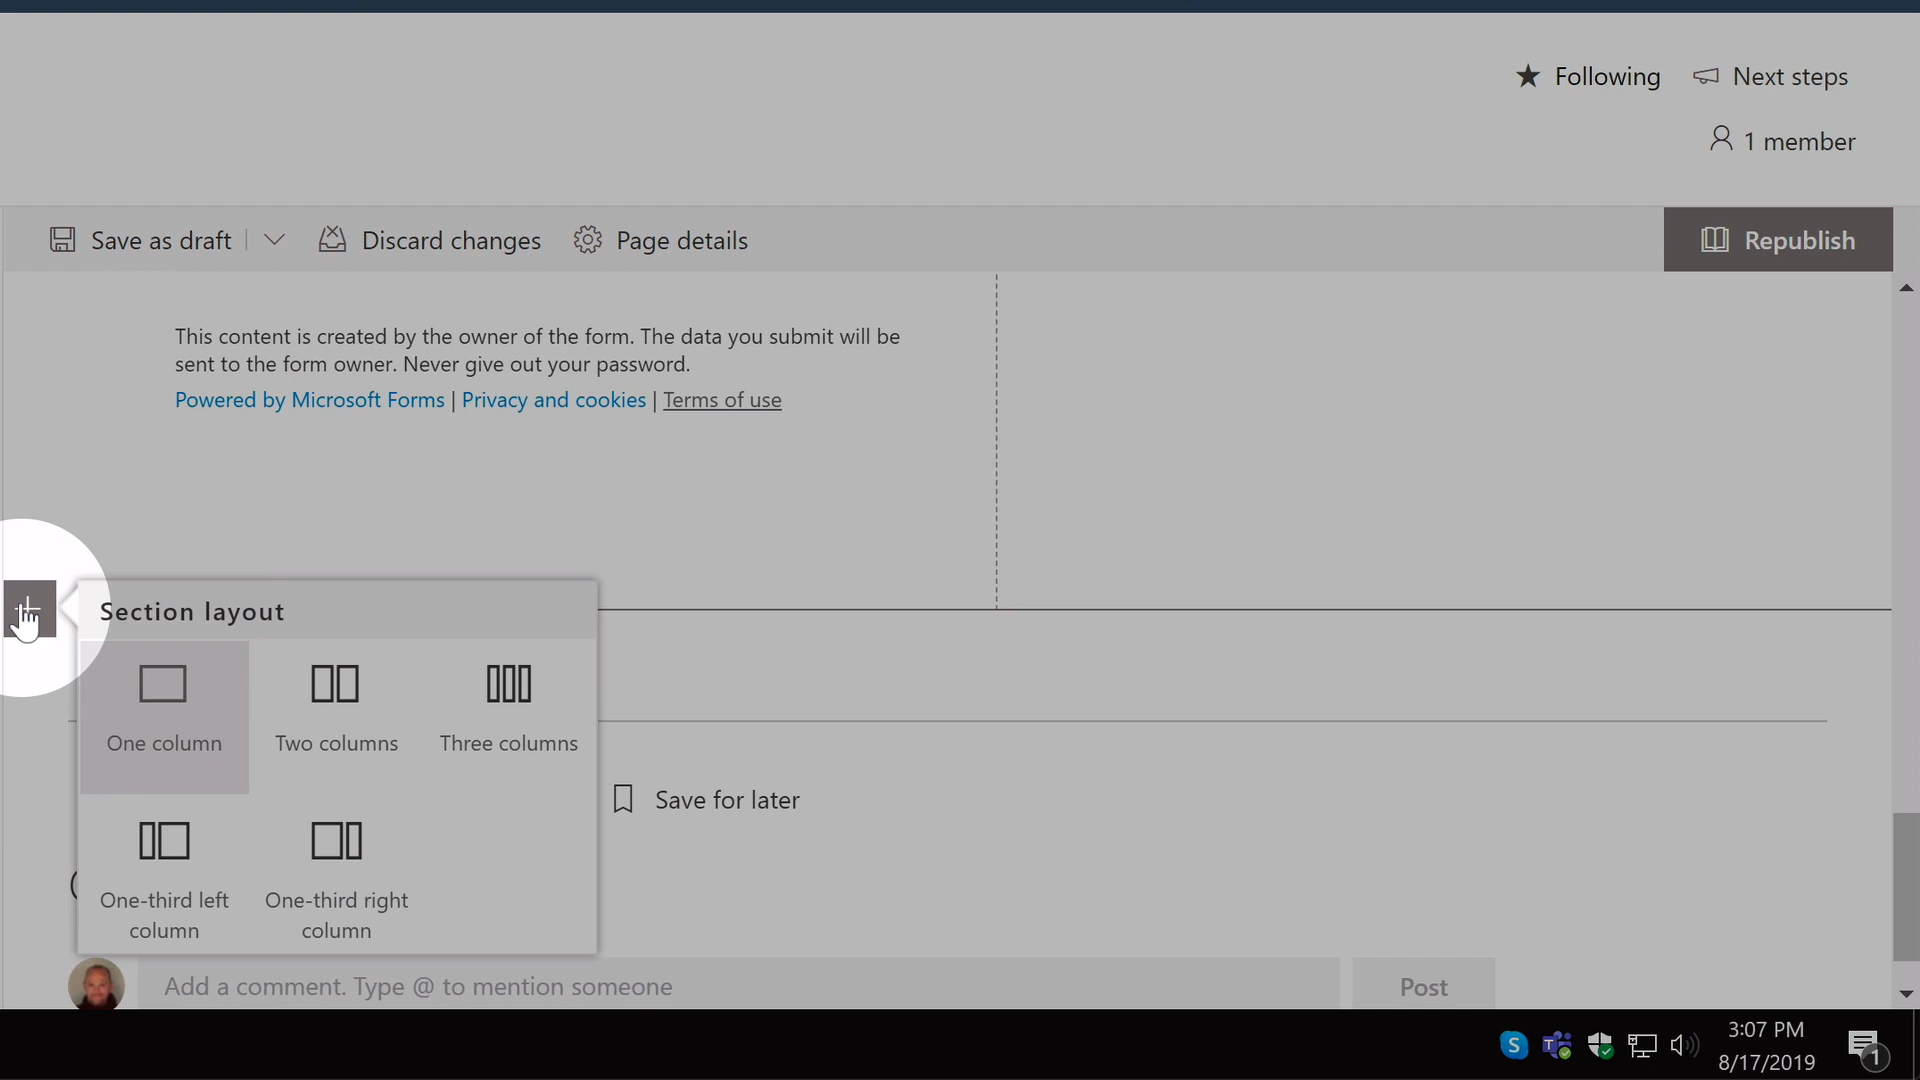 Following
Next steps
1 member
Save as draft
Discard changes
Page details
Republish
This content is created by the owner of the form. The data you submit will be
sent to the form owner. Never give out your password.
Powered by Microsoft Forms | Privacy and cookies | Terms of use
Section layout
One column
Two columns
Three columns
Save for later
One-third left
column
One-third right
column
Add a comment. Type @ to mention someone
Post
S
T
3:07 PM
8/17/2019
1